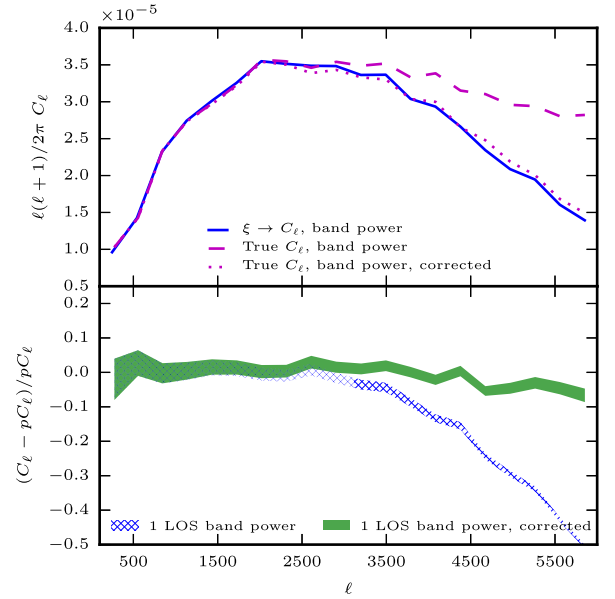 ×10⁻⁵
4.0
3.5
3.0
2.5
2.0
1.5
1.0
0.5
ℓ(ℓ + 1)/2π C_ℓ
ξ → C_ℓ, band power
True C_ℓ, band power
True C_ℓ, band power, corrected
0.2
0.1
0.0
−0.1
−0.2
−0.3
−0.4
−0.5
(C_ℓ − pC_ℓ)/pC_ℓ
1 LOS band power
1 LOS band power, corrected
500 1500 2500 3500 4500 5500
ℓ